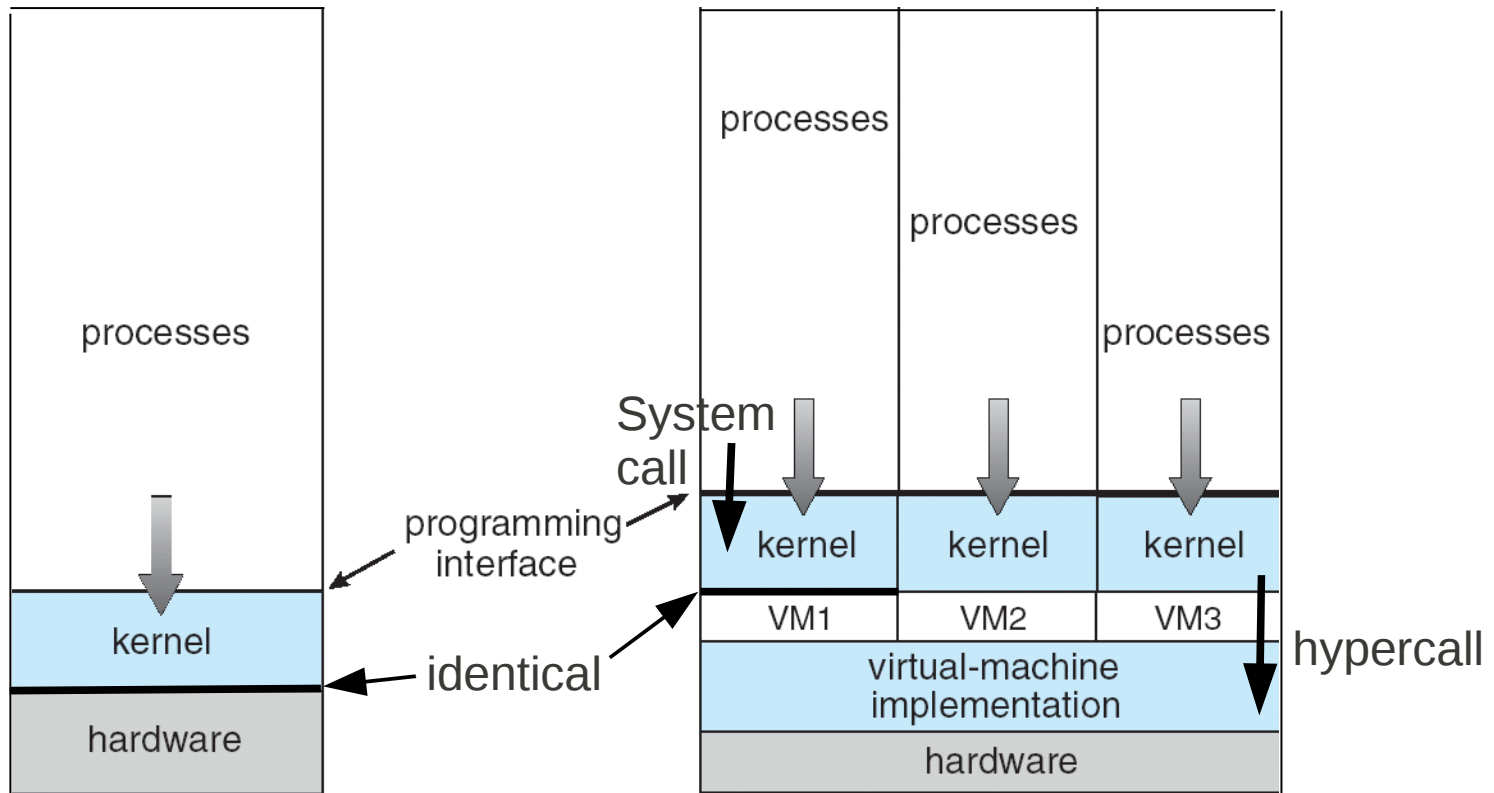 processes
kernel
hardware
programming
interface
identical
processes
processes
processes
System
call
kernel
kernel
kernel
VM1
VM2
VM3
virtual-machine
implementation
hardware
hypercall